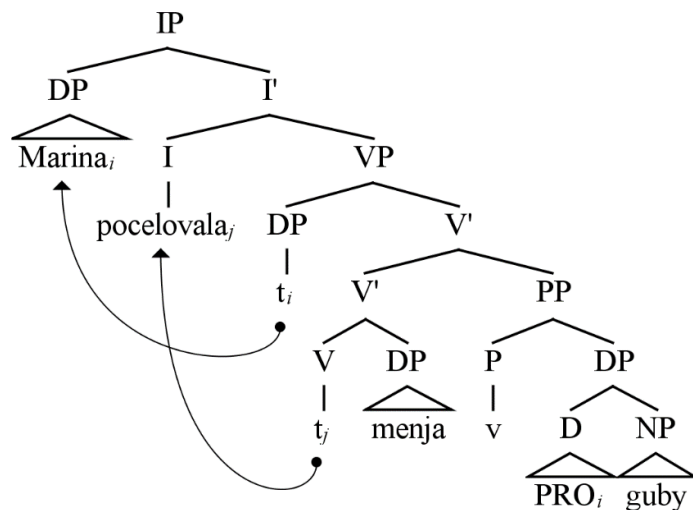 IP
DP I'
Marinaᵢ I VP
pocelovalaⱼ DP V'
tᵢ V' PP
V DP P DP
tⱼ menja v D NP
PROᵢ guby